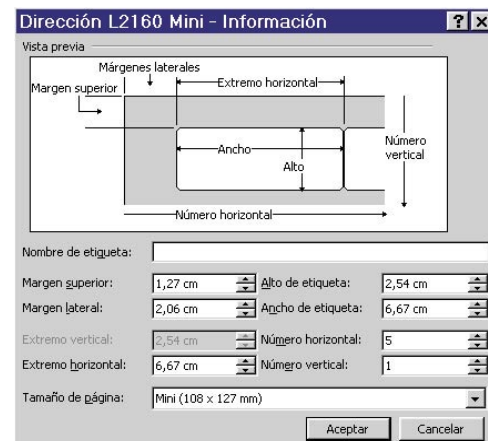 Dirección L2160 Mini - Información
Vista previa
Márgenes laterales
Margen superior
Extremo horizontal
Ancho
Alto
Número vertical
Número horizontal
Nombre de etiqueta:
Margen superior: 1,27 cm Alto de etiqueta: 2,54 cm
Margen lateral: 2,06 cm Ancho de etiqueta: 6,67 cm
Extremo vertical: 2,54 cm Número horizontal: 5
Extremo horizontal: 6,67 cm Número vertical: 1
Tamaño de página: Mini (108 x 127 mm)
Aceptar Cancelar